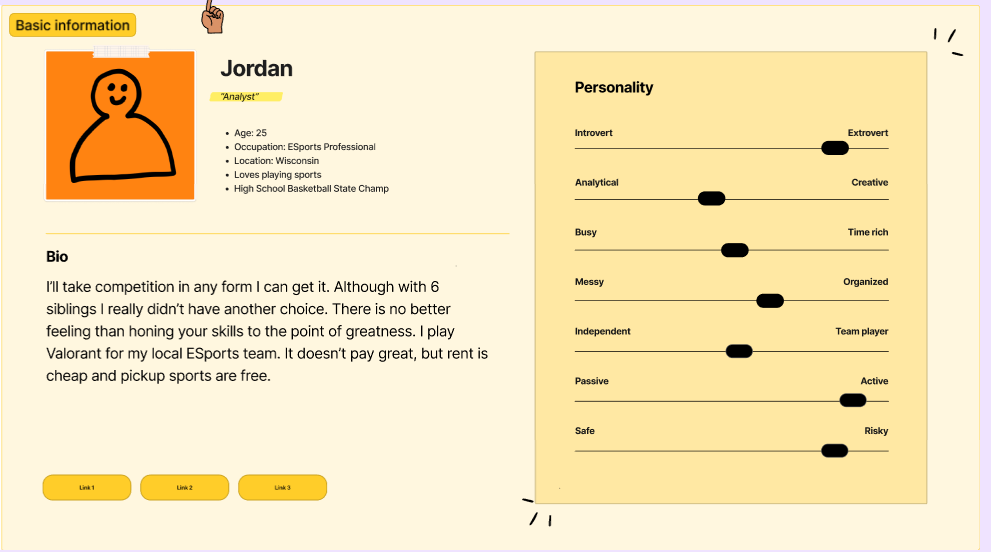 Basic information
Jordan
"Analyst"
• Age: 25
• Occupation: ESports Professional
• Location: Wisconsin
• Loves playing sports
• High School Basketball State Champ
Bio
I'll take competition in any form I can get it. Although with 6
siblings I really didn't have another choice. There is no better
feeling than honing your skills to the point of greatness. I play
Valorant for my local ESports team. It doesn't pay great, but rent is
cheap and pickup sports are free.
Link 1
Link 2
Link 3
Personality
Introvert Extrovert
Analytical Creative
Busy Time rich
Messy Organized
Independent Team player
Passive Active
Safe Risky